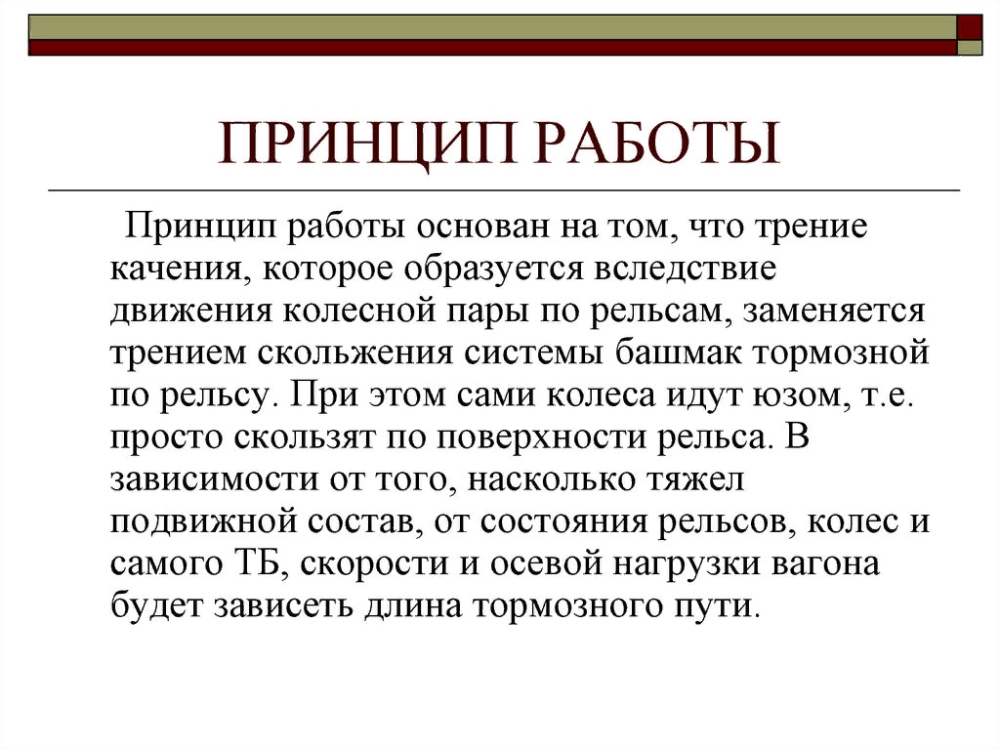 ПРИНЦИП РАБОТЫ
Принцип работы основан на том, что трение
качения, которое образуется вследствие
движения колесной пары по рельсам, заменяется
трением скольжения системы башмак тормозной
по рельсу. При этом сами колеса идут юзом, т.е.
просто скользят по поверхности рельса. В
зависимости от того, насколько тяжел
подвижной состав, от состояния рельсов, колес и
самого ТБ, скорости и осевой нагрузки вагона
будет зависеть длина тормозного пути.